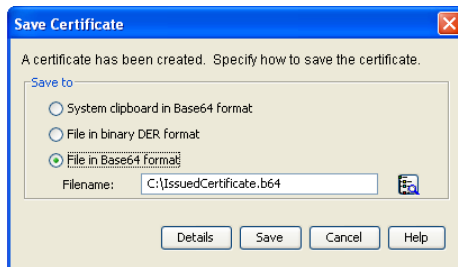 Save Certificate
A certificate has been created. Specify how to save the certificate.
Save to
System clipboard in Base64 format
File in binary DER format
File in Base64 format
Filename: C:\IssuedCertificate.b64
Details Save Cancel Help